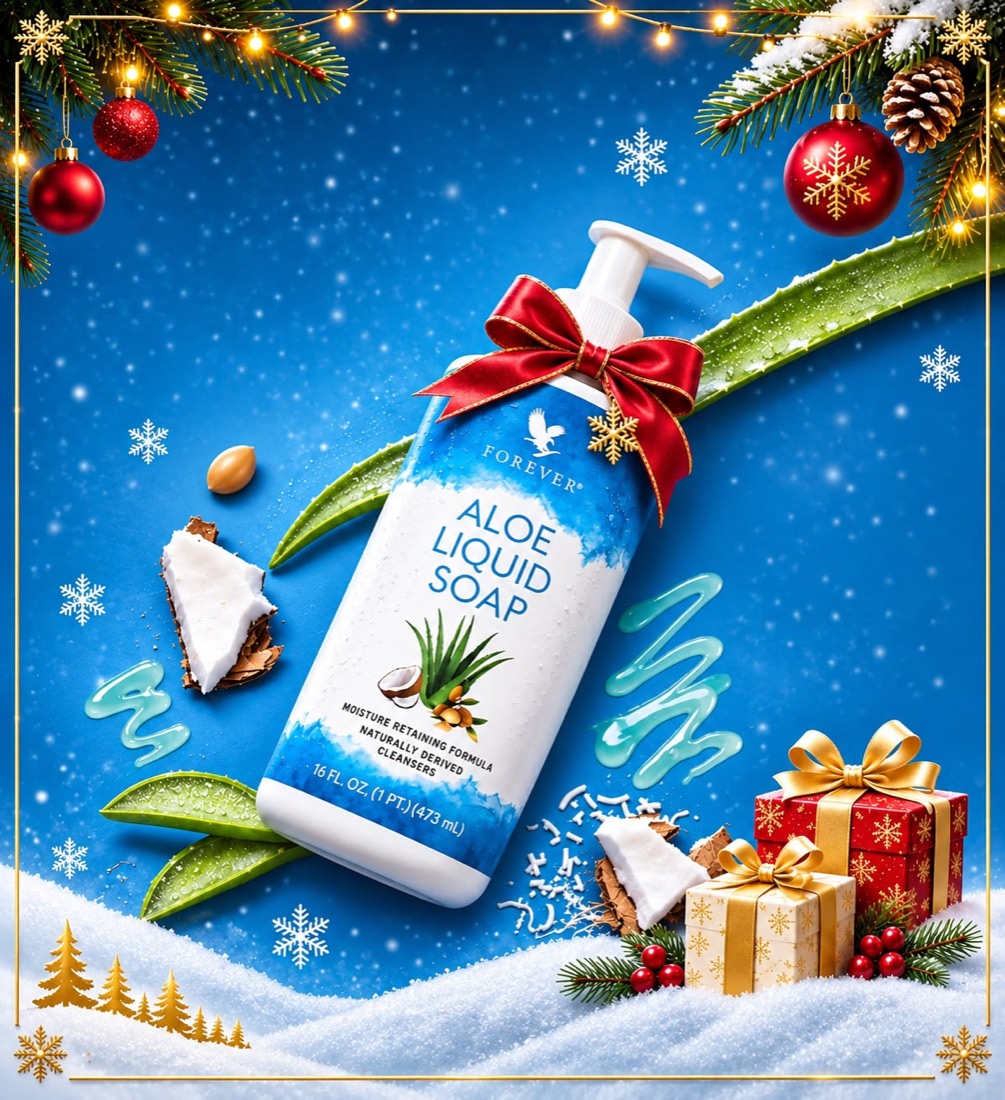 FOREVER®
ALOE
LIQUID
SOAP
MOISTURE RETAINING FORMULA
NATURALLY DERIVED
CLEANSERS
16 FL. OZ. (1 PT.) (473 mL)